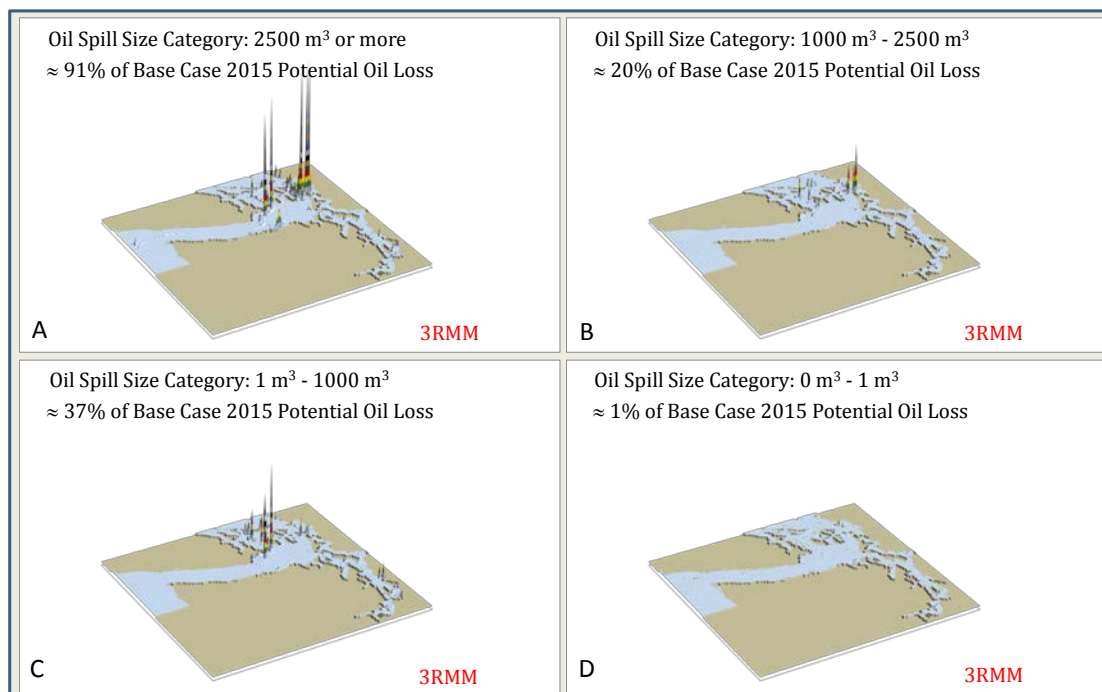 Oil Spill Size Category: 2500 m³ or more
≈ 91% of Base Case 2015 Potential Oil Loss
A
3RMM
Oil Spill Size Category: 1000 m³ - 2500 m³
≈ 20% of Base Case 2015 Potential Oil Loss
B
3RMM
Oil Spill Size Category: 1 m³ - 1000 m³
≈ 37% of Base Case 2015 Potential Oil Loss
C
3RMM
Oil Spill Size Category: 0 m³ - 1 m³
≈ 1% of Base Case 2015 Potential Oil Loss
D
3RMM